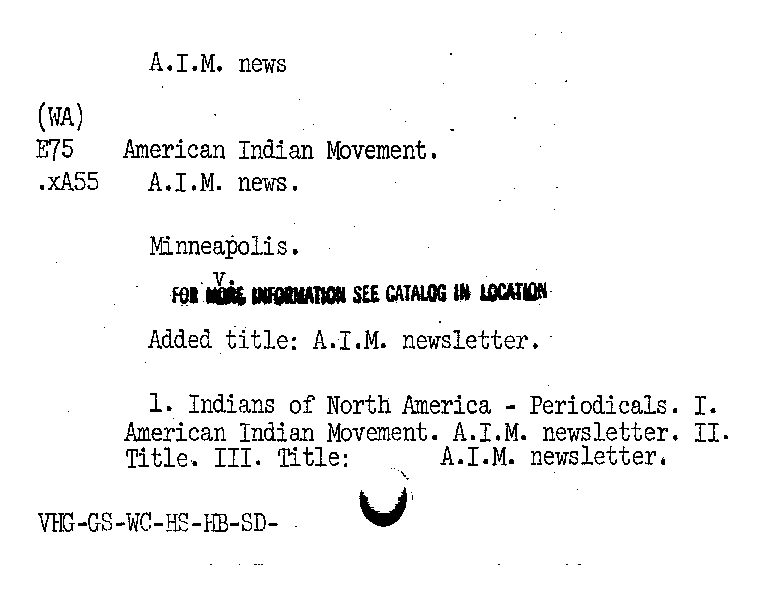 A.I.M. news
(WA)
E75 American Indian Movement.
.xA55 A.I.M. news.
Minneapolis.
v.
FOR MORE INFORMATION SEE CATALOG IN LOCATION
Added title: A.I.M. newsletter.
1. Indians of North America - Periodicals. I.
American Indian Movement. A.I.M. newsletter. II.
Title. III. Title: A.I.M. newsletter.
VHG-GS-WC-HS-HB-SD-